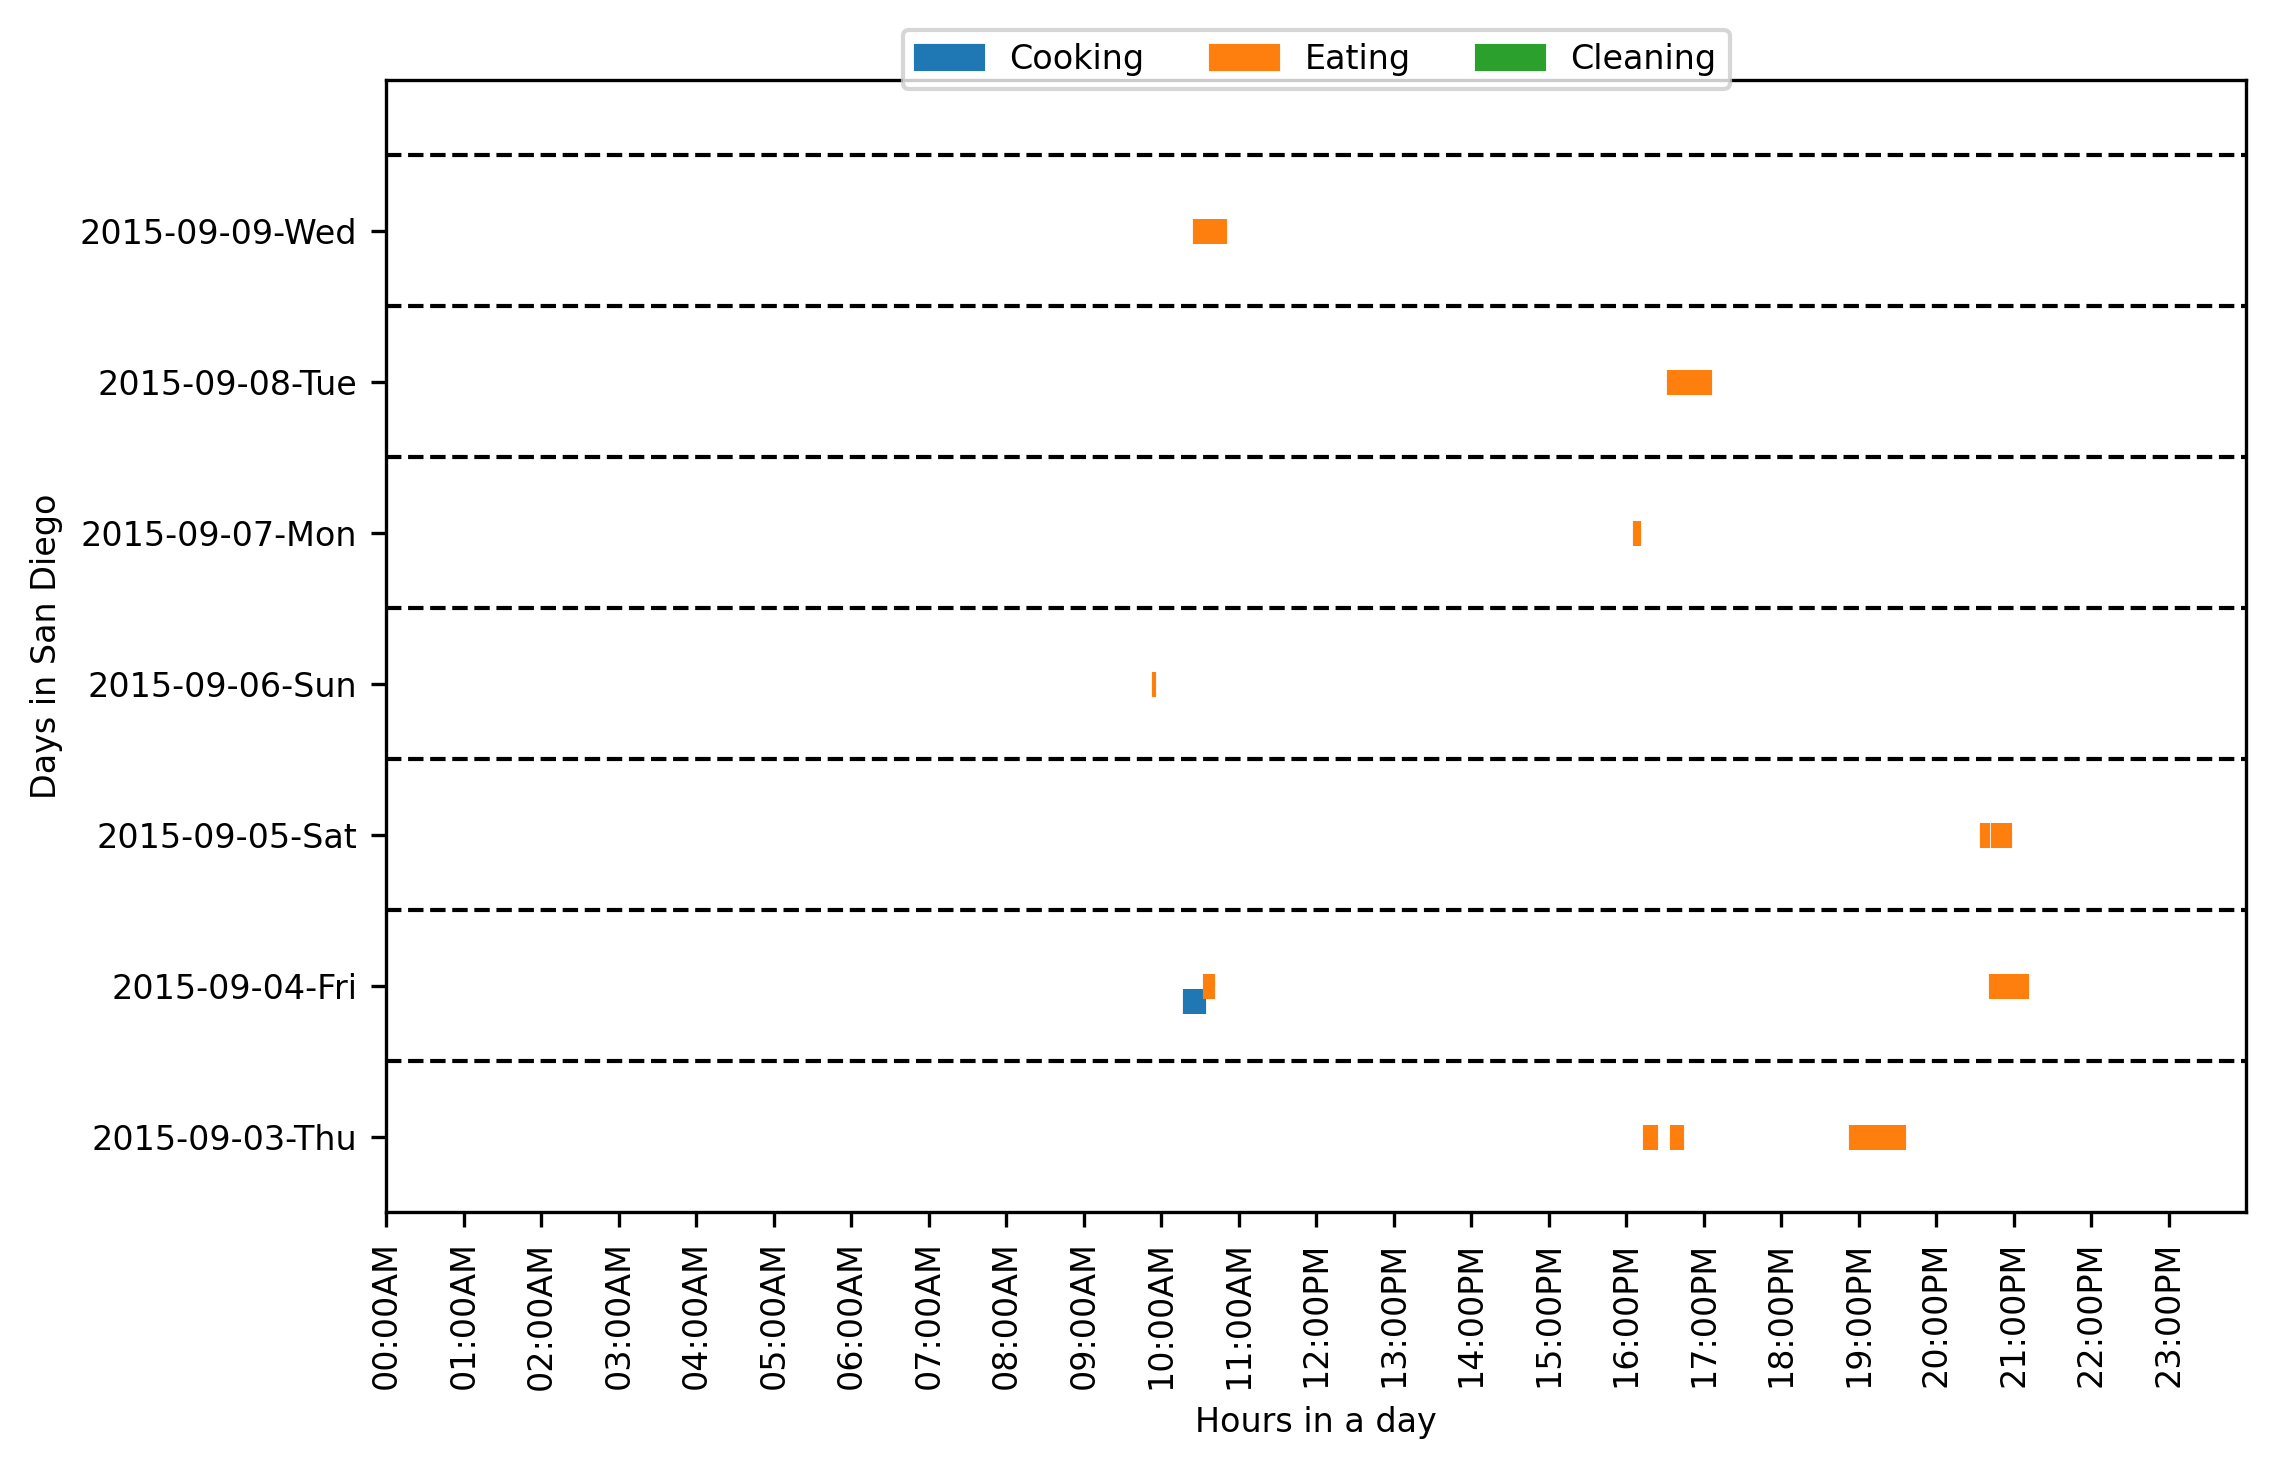 Cooking Eating Cleaning
2015-09-09-Wed
2015-09-08-Tue
2015-09-07-Mon
2015-09-06-Sun
2015-09-05-Sat
2015-09-04-Fri
2015-09-03-Thu
Days in San Diego
00:00AM
01:00AM
02:00AM
03:00AM
04:00AM
05:00AM
06:00AM
07:00AM
08:00AM
09:00AM
10:00AM
11:00AM
12:00PM
13:00PM
14:00PM
15:00PM
16:00PM
17:00PM
18:00PM
19:00PM
20:00PM
21:00PM
22:00PM
23:00PM
Hours in a day